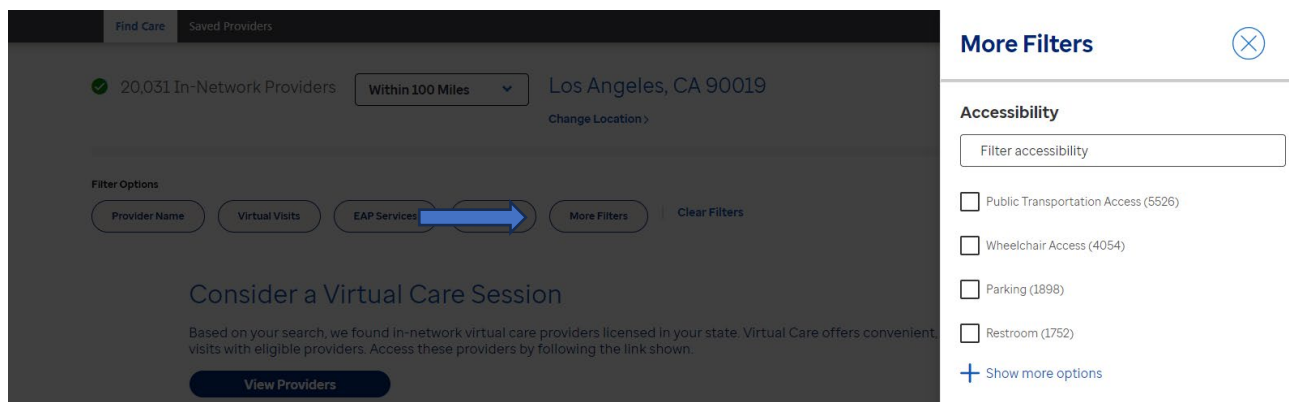 Find Care Saved Providers
20,031 In-Network Providers
Within 100 Miles
Los Angeles, CA 90019
Change Location >
Filter Options
Provider Name
Virtual Visits
EAP Services
More Filters
Clear Filters
Consider a Virtual Care Session
Based on your search, we found in-network virtual care providers licensed in your state. Virtual Care offers convenient,
visits with eligible providers. Access these providers by following the link shown.
View Providers
More Filters
Accessibility
Filter accessibility
Public Transportation Access (5526)
Wheelchair Access (4054)
Parking (1898)
Restroom (1752)
+ Show more options